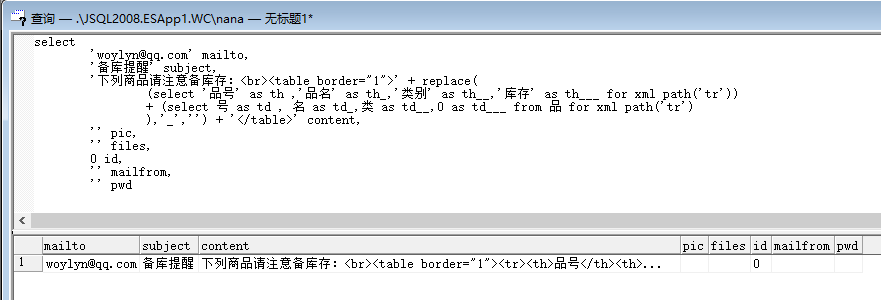 查询 — .\JSQL2008.ESApp1.WC\nana — 无标题1*
select
'woylyn@qq.com' mailto,
'备库提醒' subject,
'下列商品请注意备库存：<br><table border="1">' + replace(
(select '品号' as th ,'品名' as th_,'类别' as th__,'库存' as th___ for xml path('tr'))
+ (select 号 as td , 名 as td_,类 as td__,0 as td___ from 品 for xml path('tr')
),'_','') + '</table>' content,
'' pic,
'' files,
0 id,
'' mailfrom,
'' pwd
mailto subject content pic files id mailfrom pwd
1 woylyn@qq.com 备库提醒 下列商品请注意备库存：<br><table border="1"><tr><th>品号</th><th>... 0